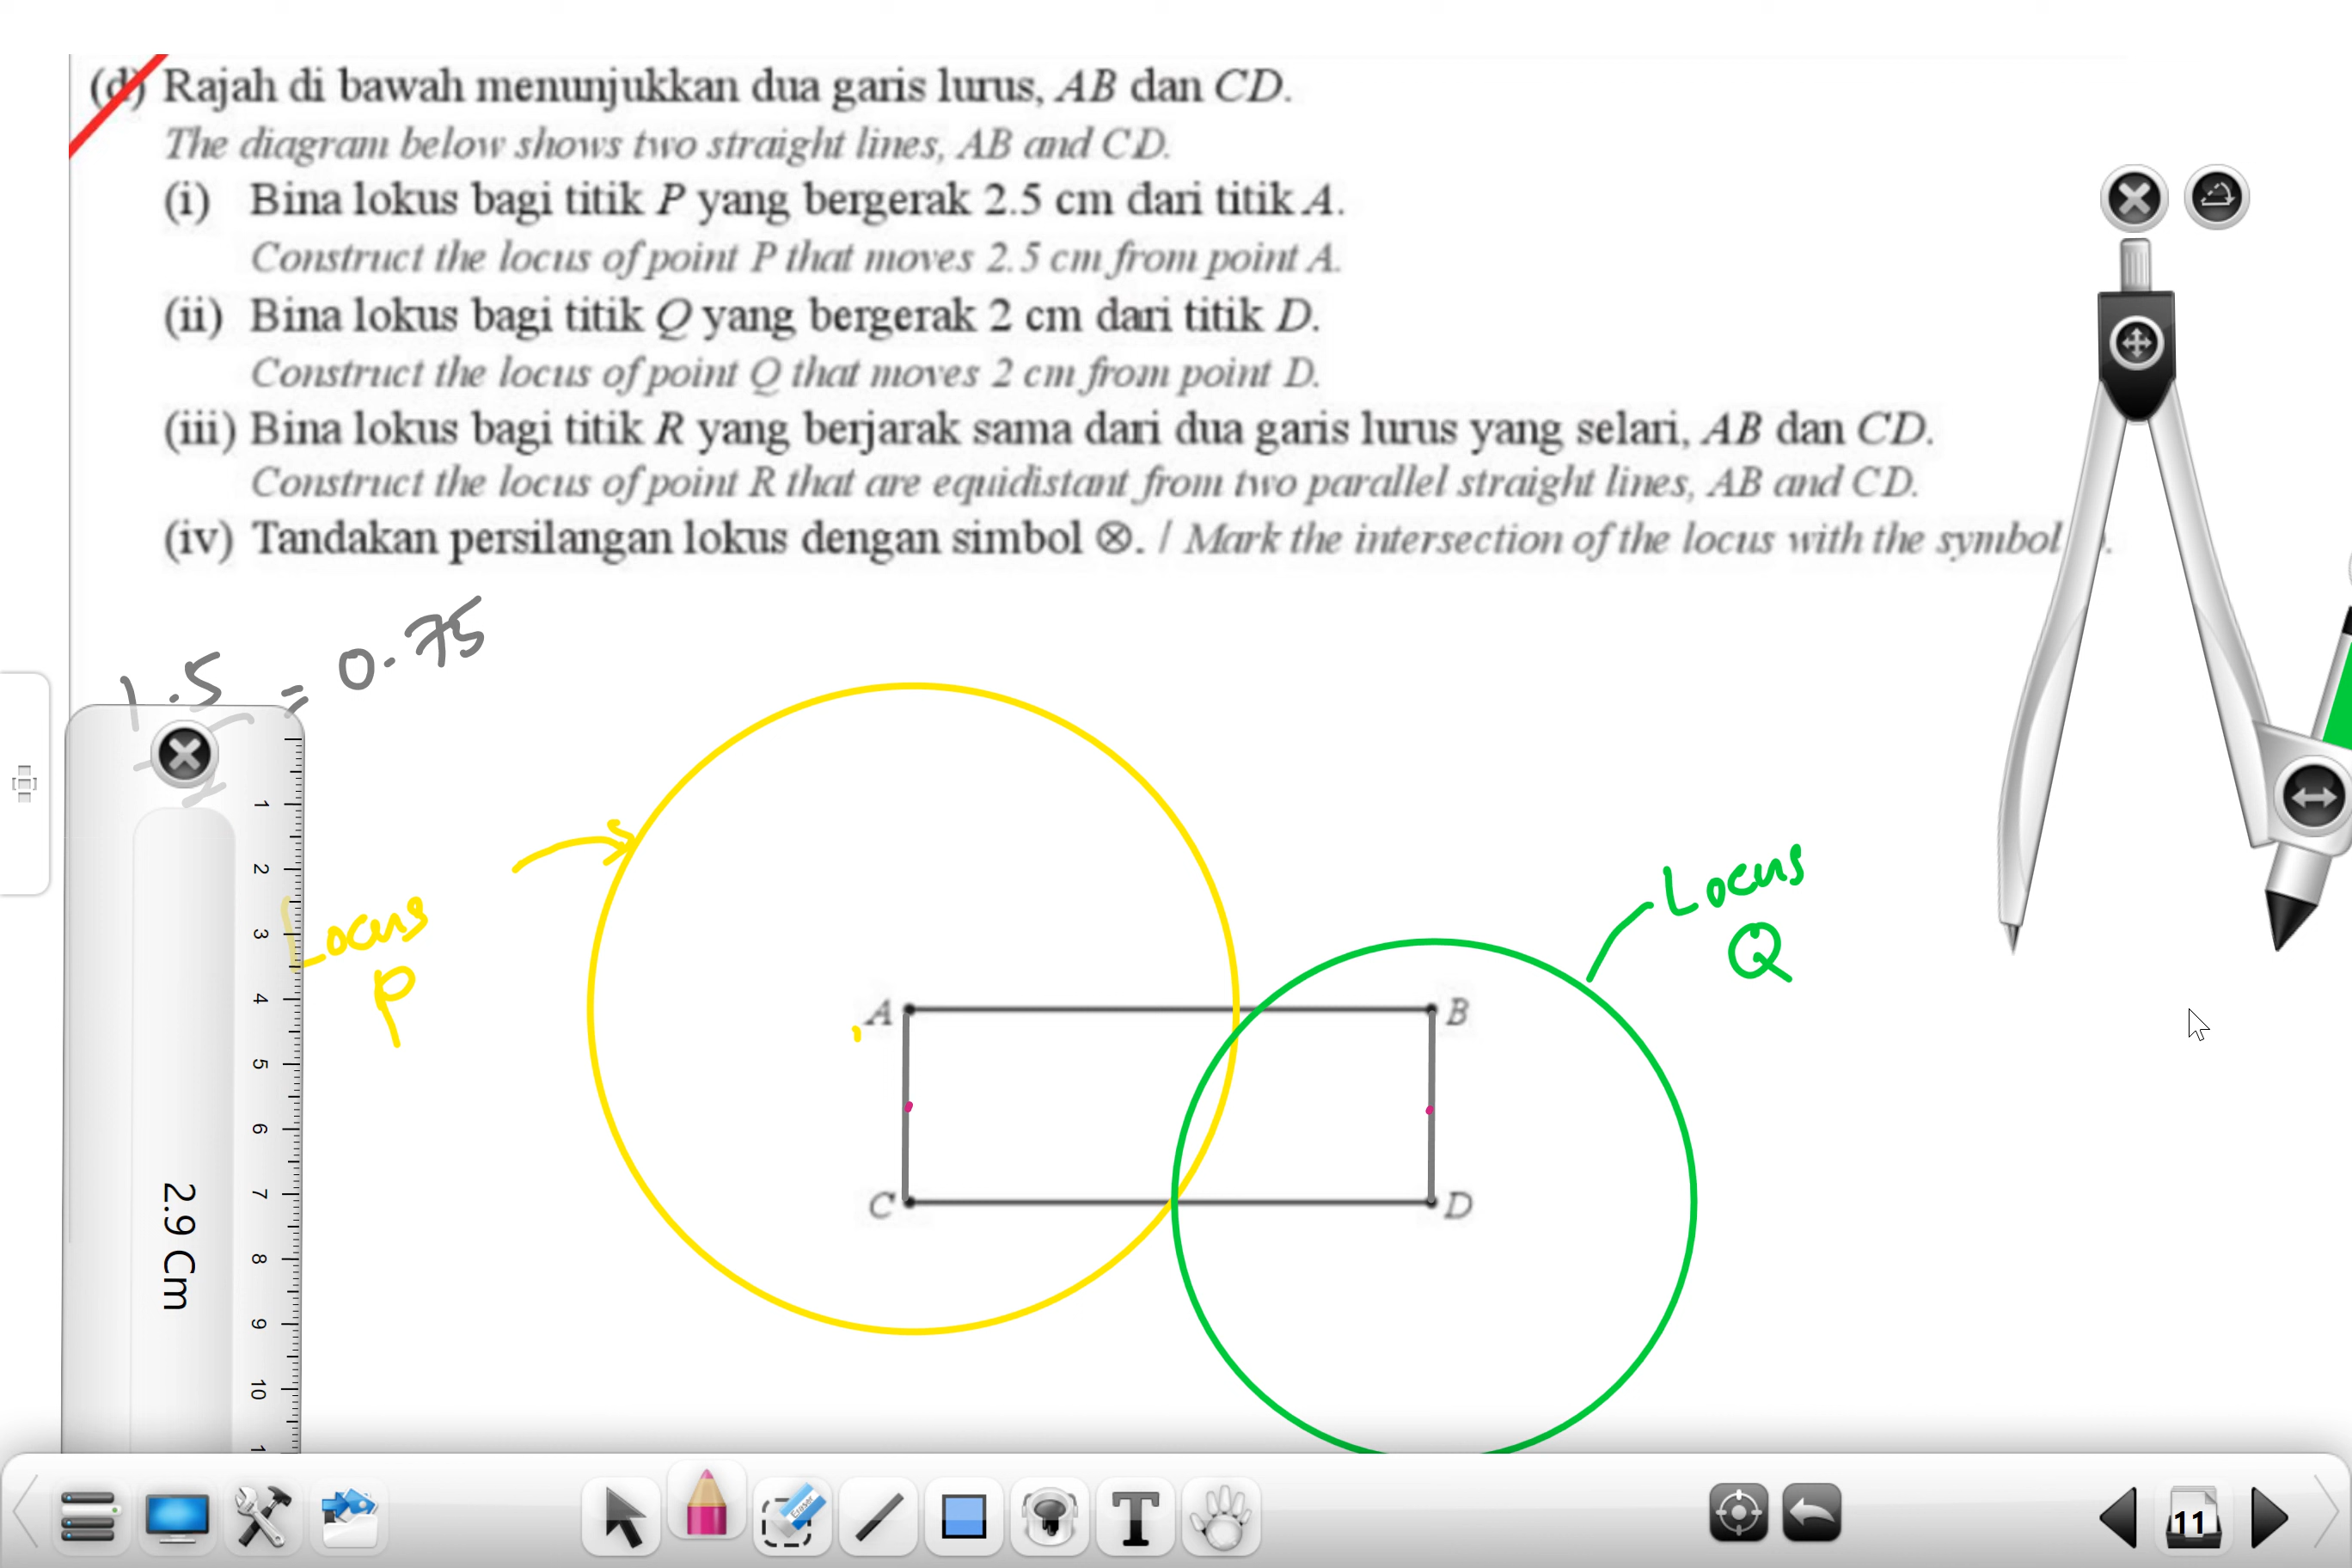 (d) Rajah di bawah menunjukkan dua garis lurus, AB dan CD.
The diagram below shows two straight lines, AB and CD.
(i) Bina lokus bagi titik P yang bergerak 2.5 cm dari titik A.
Construct the locus of point P that moves 2.5 cm from point A.
(ii) Bina lokus bagi titik Q yang bergerak 2 cm dari titik D.
Construct the locus of point Q that moves 2 cm from point D.
(iii) Bina lokus bagi titik R yang berjarak sama dari dua garis lurus yang selari, AB dan CD.
Construct the locus of point R that are equidistant from two parallel straight lines, AB and CD.
(iv) Tandakan persilangan lokus dengan simbol ⊗. / Mark the intersection of the locus with the symbol .
1.5 = 0.75
2
Locus
P
Locus
Q
A
B
C
D
1
2
3
4
5
6
7
8
9
10
1
2.9 Cm
Eraser
T
11